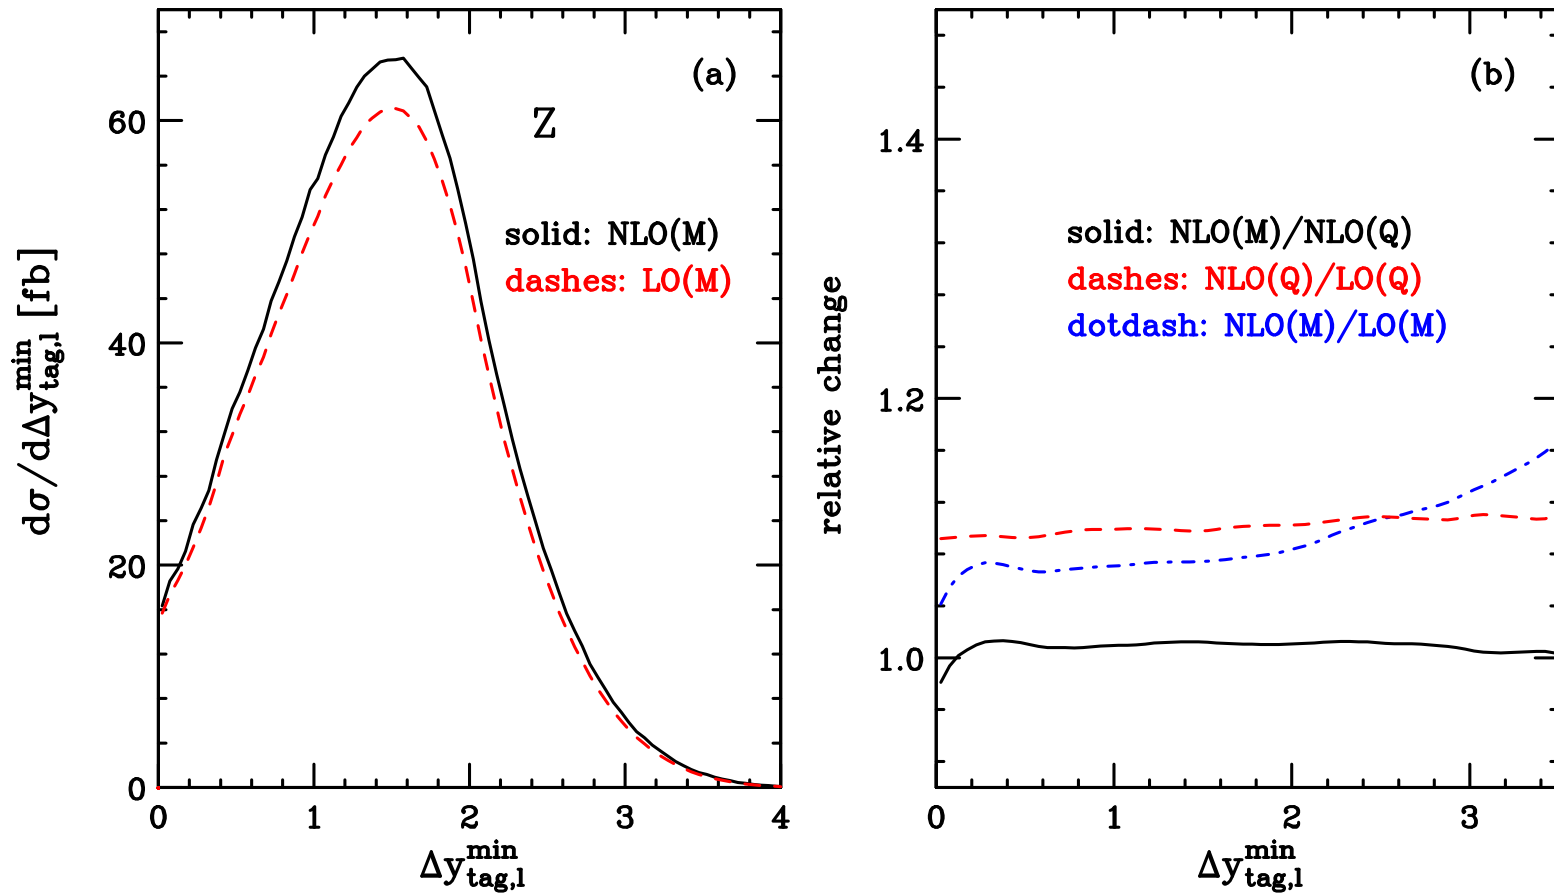 (a)
Z
solid: NLO(M)
dashes: LO(M)
dσ/dΔy^min_tag,l [fb]
60
40
20
0
0 1 2 3 4
Δy^min_tag,l
(b)
solid: NLO(M)/NLO(Q)
dashes: NLO(Q)/LO(Q)
dotdash: NLO(M)/LO(M)
relative change
1.4
1.2
1.0
0 1 2 3
Δy^min_tag,l